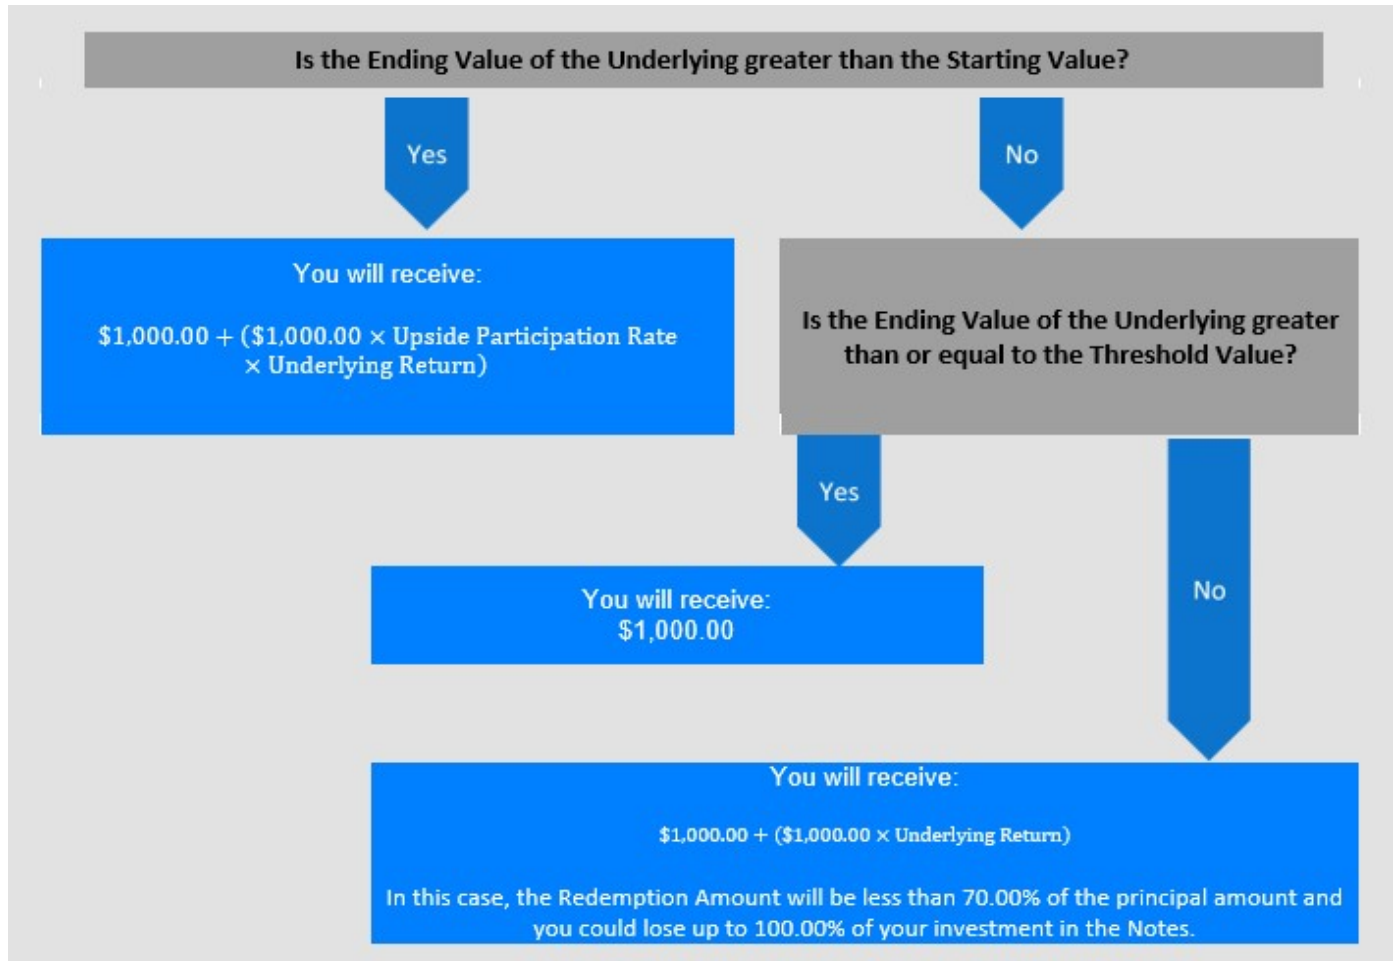 Is the Ending Value of the Underlying greater than the Starting Value?
Yes
No
You will receive:
$1,000.00 + ($1,000.00 × Upside Participation Rate
× Underlying Return)
Is the Ending Value of the Underlying greater
than or equal to the Threshold Value?
Yes
No
You will receive:
$1,000.00
You will receive:
$1,000.00 + ($1,000.00 × Underlying Return)
In this case, the Redemption Amount will be less than 70.00% of the principal amount and
you could lose up to 100.00% of your investment in the Notes.